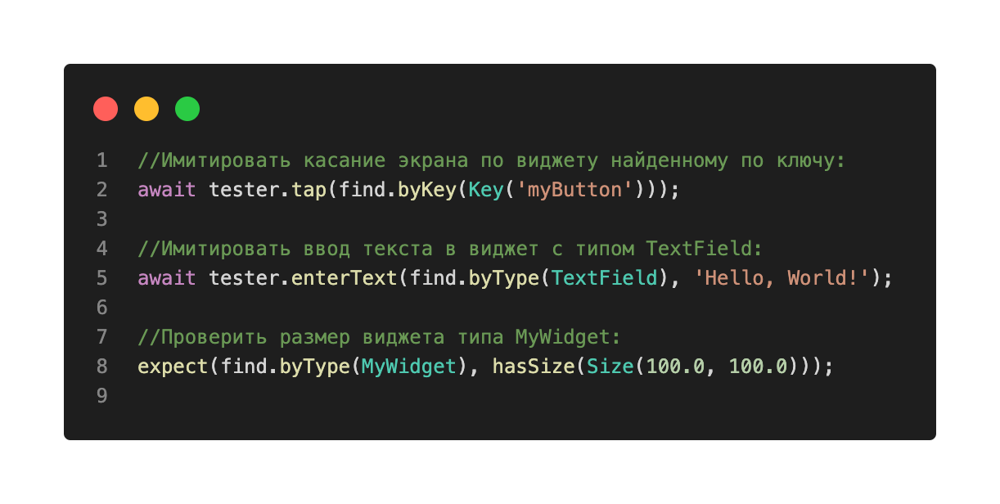 1 //Имитировать касание экрана по виджету найденному по ключу:
2 await tester.tap(find.byKey(Key('myButton')));
3
4 //Имитировать ввод текста в виджет с типом TextField:
5 await tester.enterText(find.byType(TextField), 'Hello, World!');
6
7 //Проверить размер виджета типа MyWidget:
8 expect(find.byType(MyWidget), hasSize(Size(100.0, 100.0)));
9